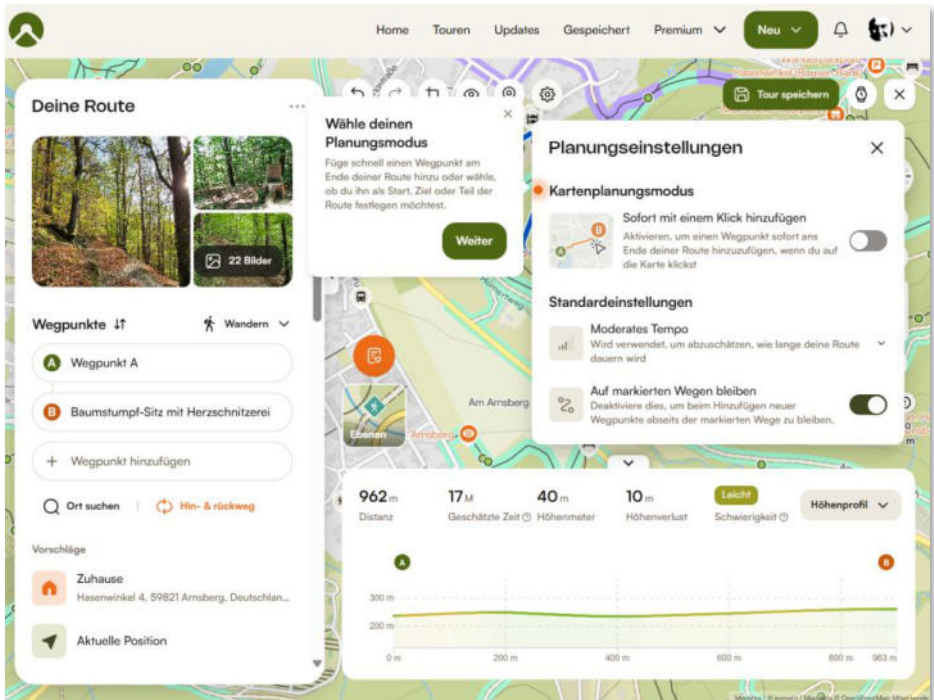 Home Touren Updates Gespeichert Premium Neu
Deine Route
22 Bilder
Wegpunkte
Wandern
A Wegpunkt A
B Baumstumpf-Sitz mit Herzschnitzerei
+ Wegpunkt hinzufügen
Ort suchen
Hin- & rückweg
Vorschläge
Zuhause
Hasenwinkel 4, 59821 Arnsberg, Deutschlan...
Aktuelle Position
Wähle deinen
Planungsmodus
Füge schnell einen Wegpunkt am
Ende deiner Route hinzu oder wähle,
ob du ihn als Start, Ziel oder Teil der
Route festlegen möchtest.
Weiter
Tour speichern
Planungseinstellungen
Kartenplanungsmodus
A B
Sofort mit einem Klick hinzufügen
Aktivieren, um einen Wegpunkt sofort ans
Ende deiner Route hinzuzufügen, wenn du auf
die Karte klickst
Standardeinstellungen
Moderates Tempo
Wird verwendet, um abzuschätzen, wie lange deine Route
dauern wird
Auf markierten Wegen bleiben
Deaktiviere dies, um beim Hinzufügen neuer
Wegpunkte abseits der markierten Wege zu bleiben.
Ebenen
Am Arnsberg
Arnsberg
962 m
Distanz
17 M
Geschätzte Zeit
40 m
Höhenmeter
10 m
Höhenverlust
Leicht
Schwierigkeit
Höhenprofil
A B
300 m
200 m
0 m 200 m 400 m 600 m 800 m 963 m